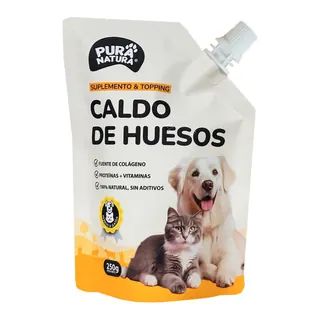 PURA
NATURA®
SUPLEMENTO & TOPPING
CALDO
DE HUESOS
FUENTE DE COLÁGENO
PROTEÍNAS + VITAMINAS
100% NATURAL, SIN ADITIVOS
250g